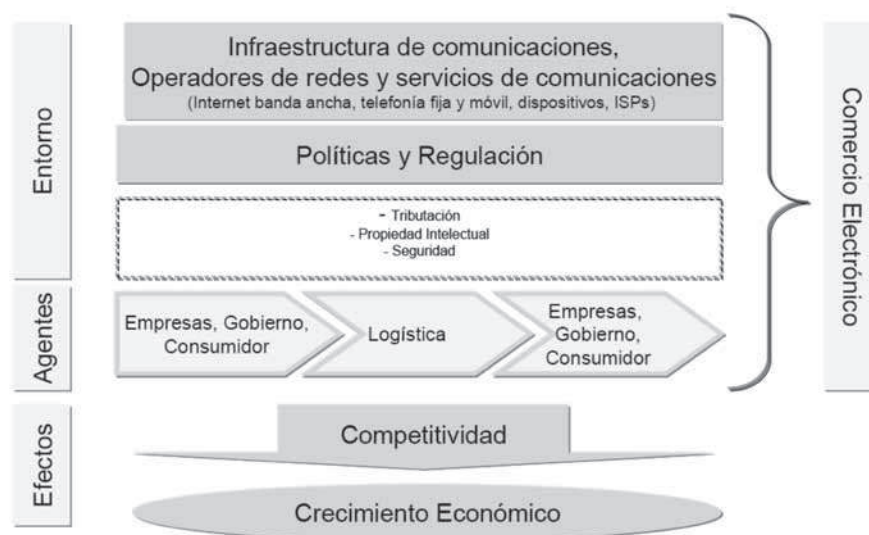 Entorno
Infraestructura de comunicaciones,
Operadores de redes y servicios de comunicaciones
(Internet banda ancha, telefonía fija y móvil, dispositivos, ISPs)
Políticas y Regulación
- Tributación
- Propiedad Intelectual
- Seguridad
Agentes
Empresas, Gobierno,
Consumidor
Logística
Empresas,
Gobierno,
Consumidor
Comercio Electrónico
Efectos
Competitividad
Crecimiento Económico